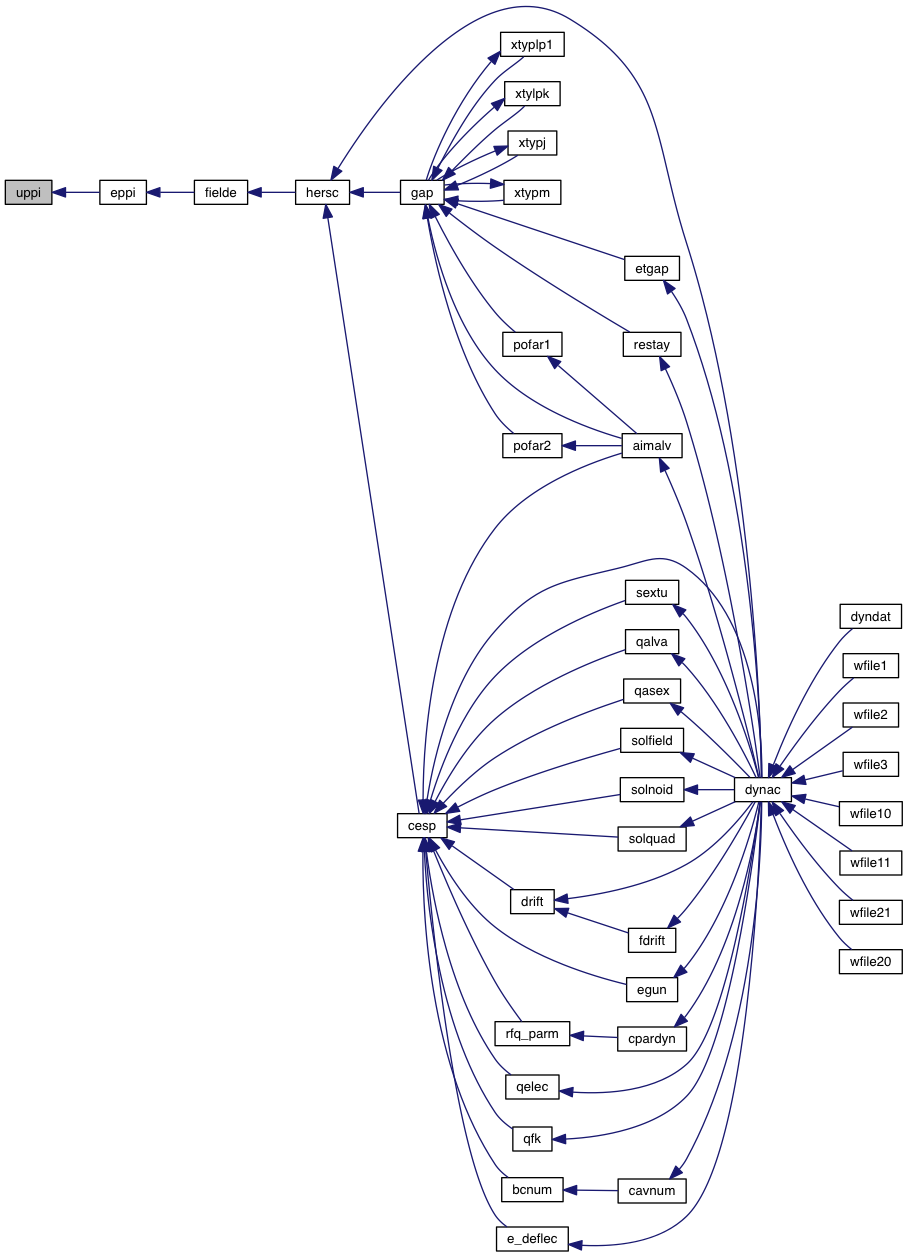 xtyplp1
xtylpk
xtypj
uppi
eppi
fielde
hersc
gap
xtypm
etgap
pofar1
restay
pofar2
aimalv
sextu
dyndat
qalva
wfile1
qasex
wfile2
solfield
wfile3
solnoid
dynac
wfile10
cesp
solquad
wfile11
drift
wfile21
fdrift
wfile20
egun
rfq_parm
cpardyn
qelec
qfk
bcnum
cavnum
e_deflec